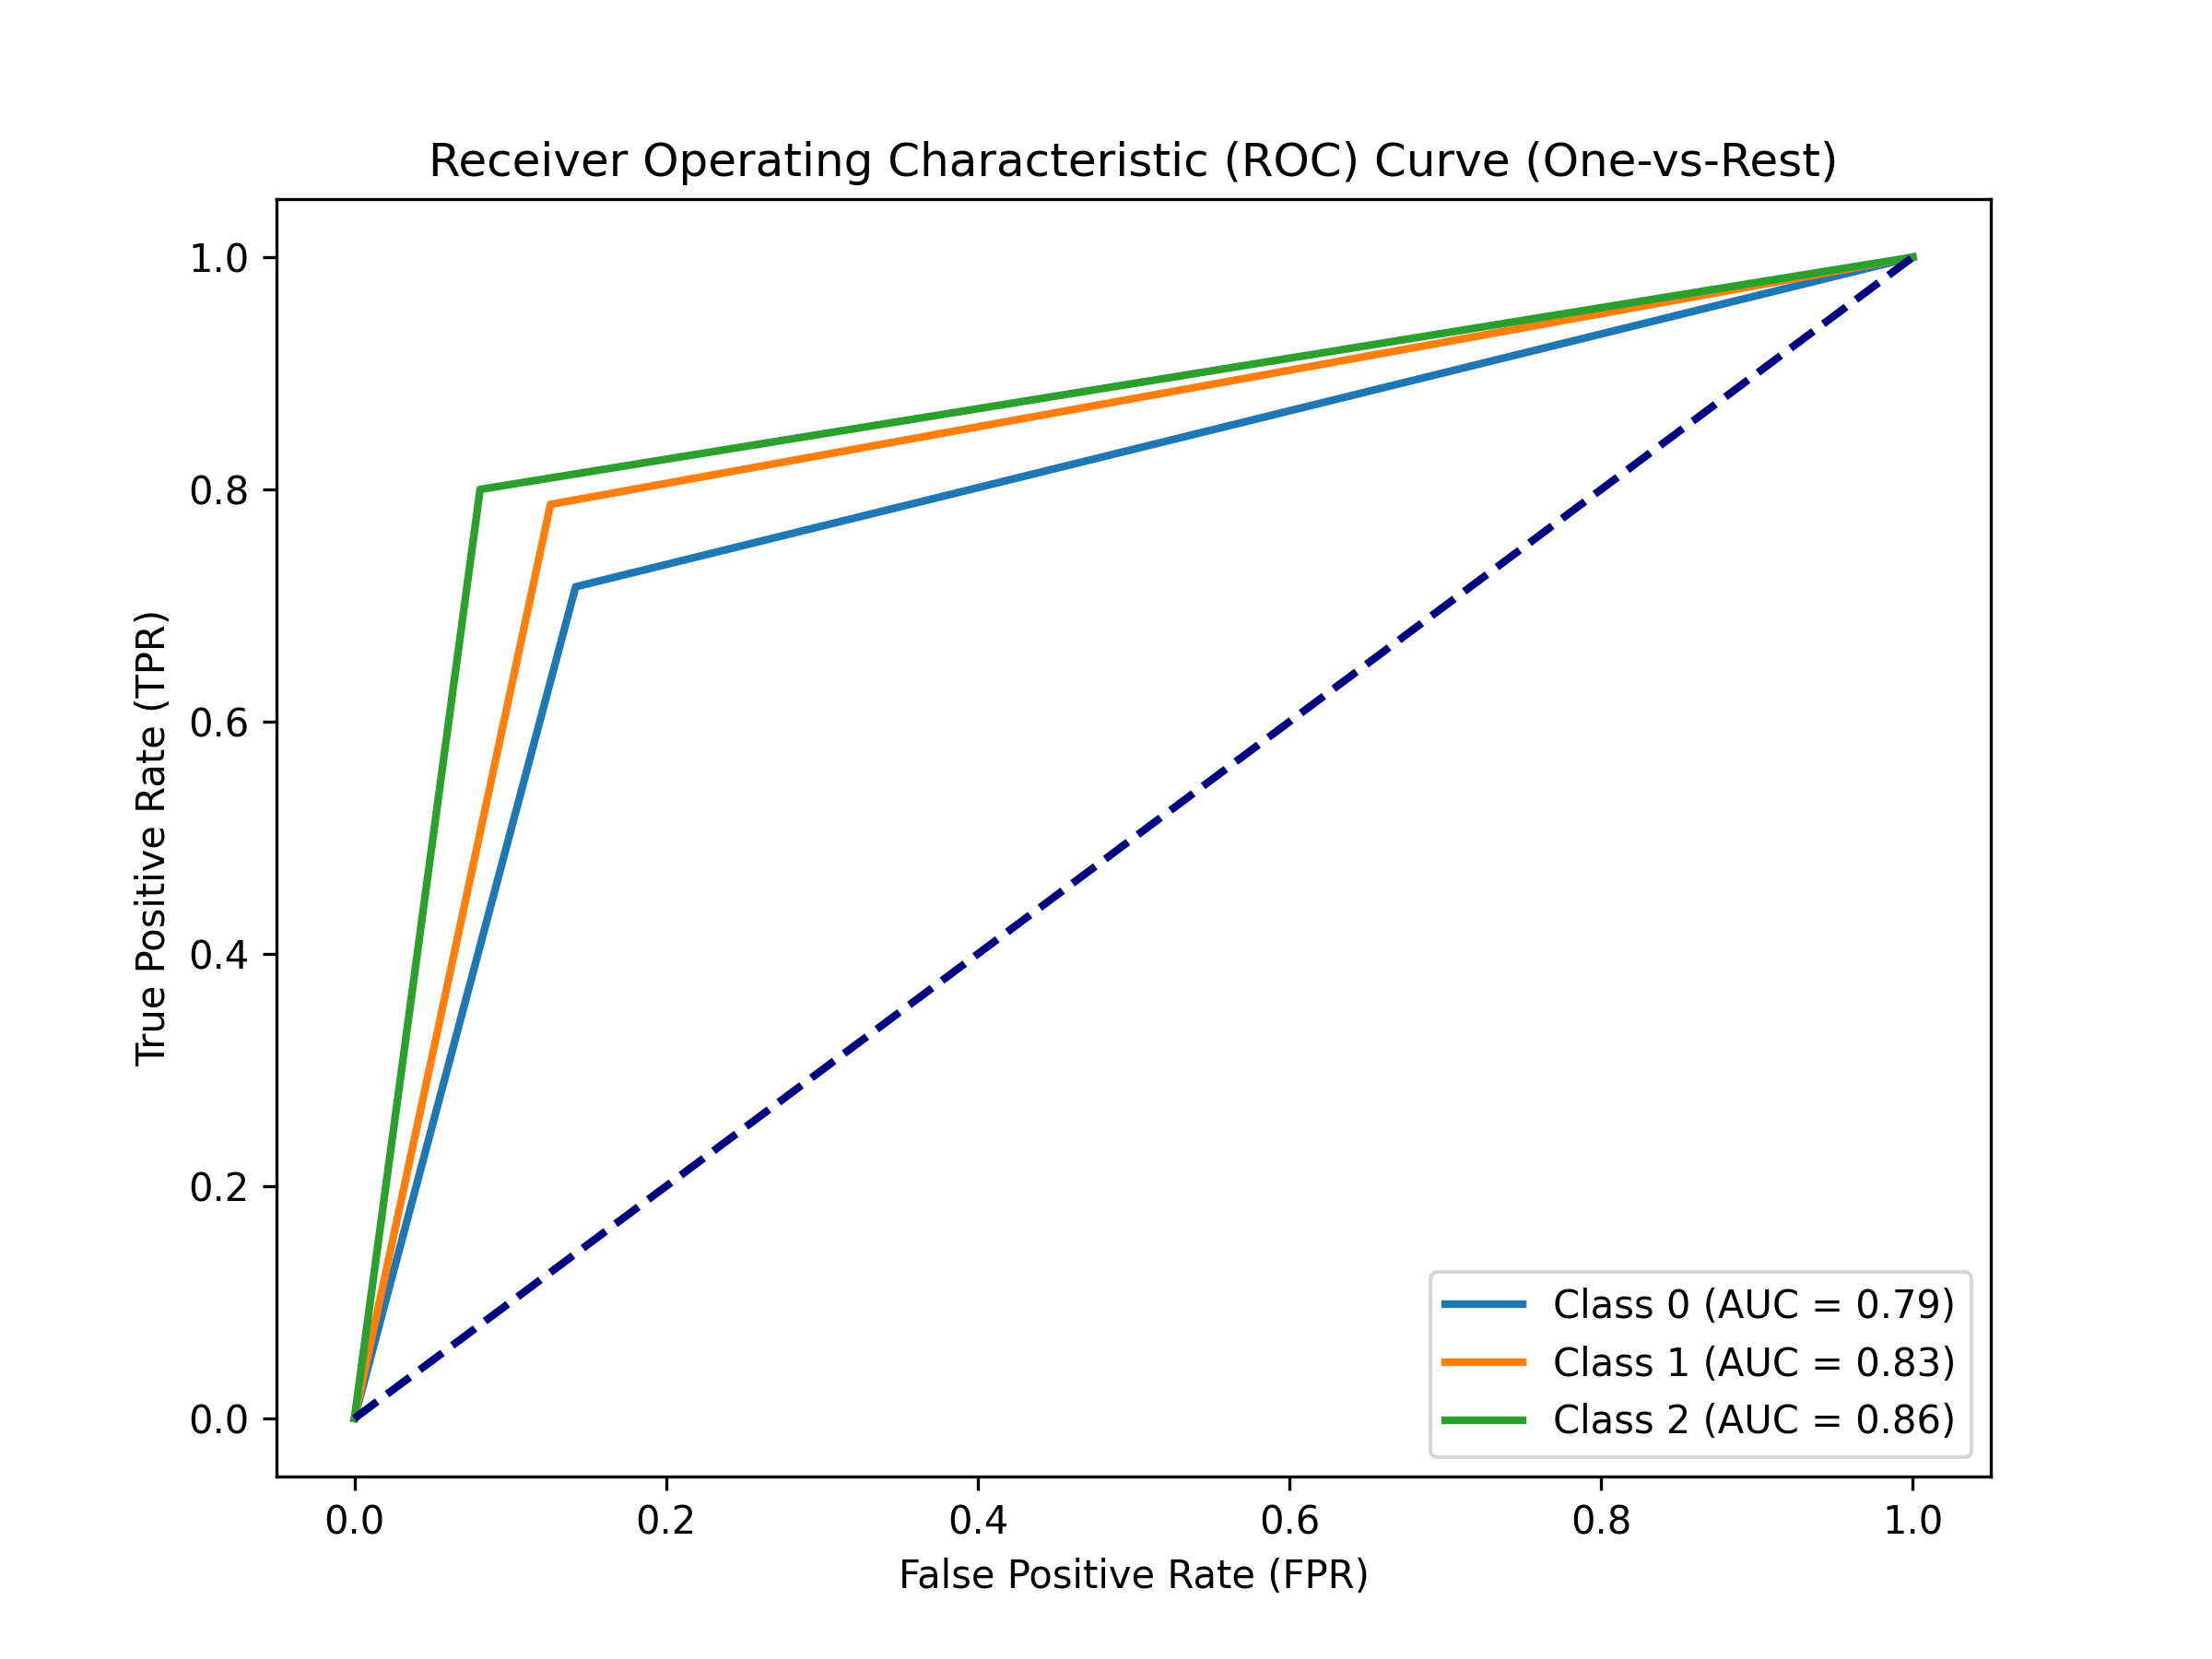 Receiver Operating Characteristic (ROC) Curve (One-vs-Rest)
True Positive Rate (TPR)
1.0
0.8
0.6
0.4
0.2
0.0
0.0
0.2
0.4
0.6
0.8
1.0
False Positive Rate (FPR)
Class 0 (AUC = 0.79)
Class 1 (AUC = 0.83)
Class 2 (AUC = 0.86)